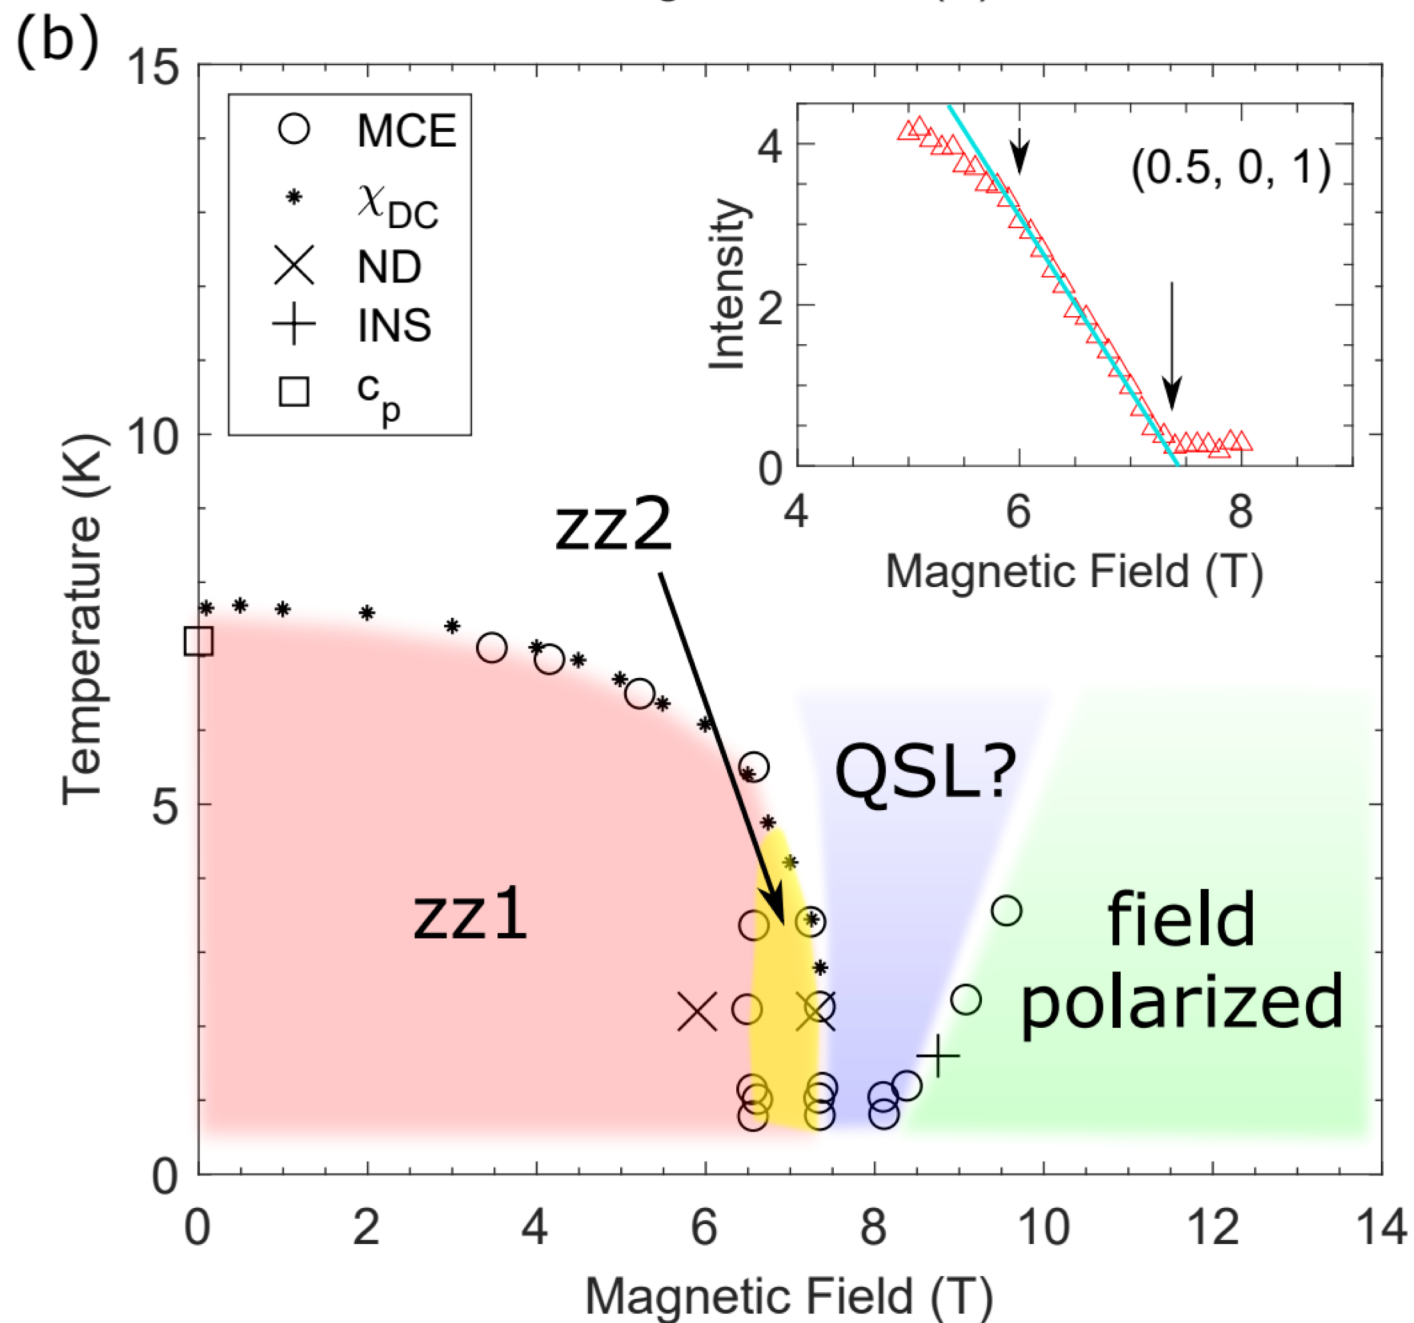 (b)
15
10
5
0
Temperature (K)
MCE
χDC
ND
INS
cp
4
2
0
Intensity
(0.5, 0, 1)
4 6 8
Magnetic Field (T)
zz2
QSL?
zz1
field
polarized
0 2 4 6 8 10 12 14
Magnetic Field (T)